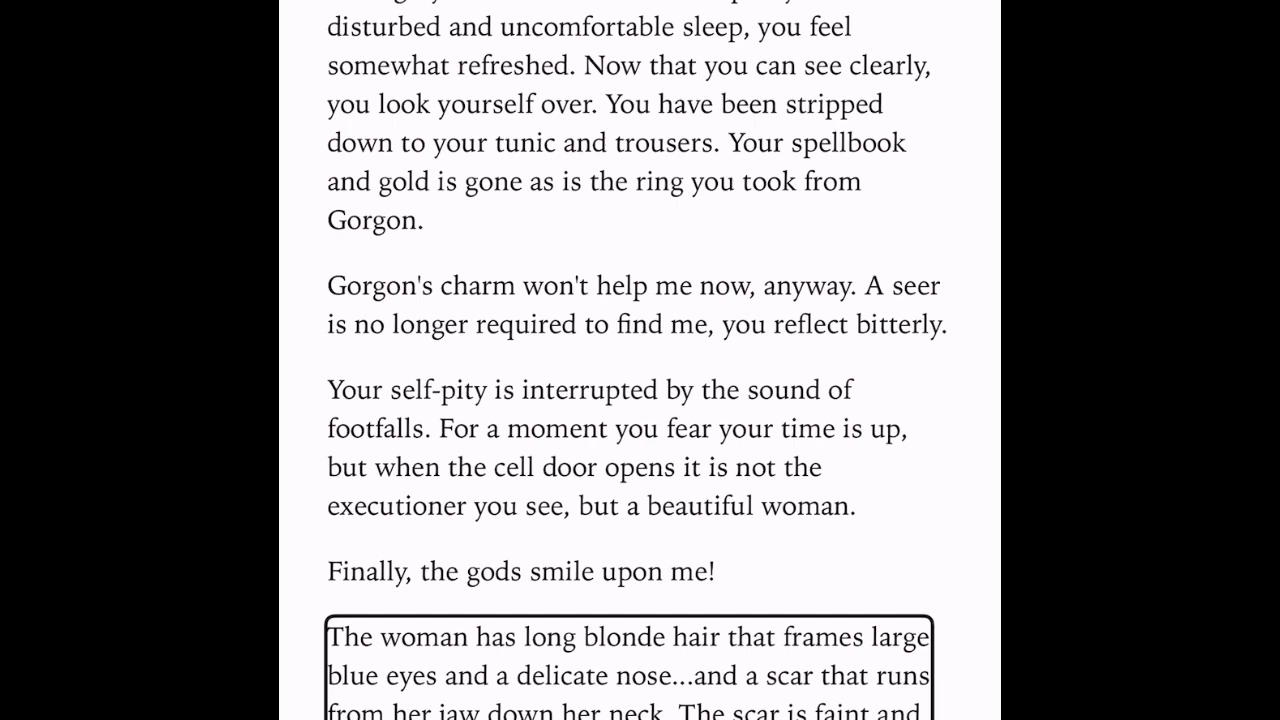 disturbed and uncomfortable sleep, you feel
somewhat refreshed. Now that you can see clearly,
you look yourself over. You have been stripped
down to your tunic and trousers. Your spellbook
and gold is gone as is the ring you took from
Gorgon.
Gorgon's charm won't help me now, anyway. A seer
is no longer required to find me, you reflect bitterly.
Your self-pity is interrupted by the sound of
footfalls. For a moment you fear your time is up,
but when the cell door opens it is not the
executioner you see, but a beautiful woman.
Finally, the gods smile upon me!
The woman has long blonde hair that frames large
blue eyes and a delicate nose...and a scar that runs
from her jaw down her neck. The scar is faint and